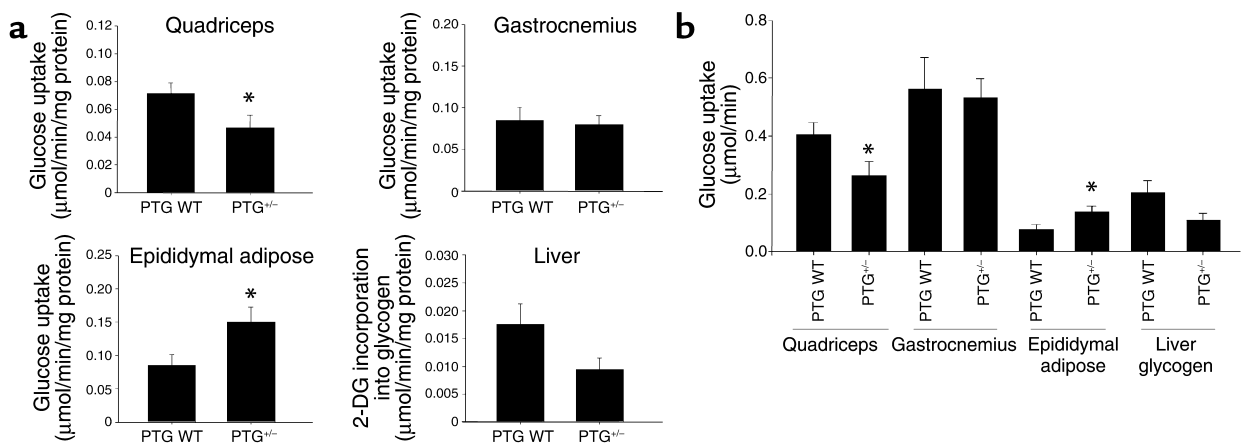 a
Quadriceps
Glucose uptake
(μmol/min/mg protein)
0.12
0.10
0.08
0.06
0.04
0.02
0
*
PTG WT
PTG+/–
Gastrocnemius
Glucose uptake
(μmol/min/mg protein)
0.20
0.15
0.10
0.05
0
PTG WT
PTG+/–
Epididymal adipose
Glucose uptake
(μmol/min/mg protein)
0.25
0.20
0.15
0.10
0.05
0
*
PTG WT
PTG+/–
Liver
2-DG incorporation
into glycogen
(μmol/min/mg protein)
0.030
0.025
0.020
0.015
0.010
0.005
0
PTG WT
PTG+/–
b
Glucose uptake
(μmol/min)
0.8
0.6
0.4
0.2
0.0
*
*
PTG WT
PTG+/–
PTG WT
PTG+/–
PTG WT
PTG+/–
PTG WT
PTG+/–
Quadriceps
Gastrocnemius
Epididymal
adipose
Liver
glycogen